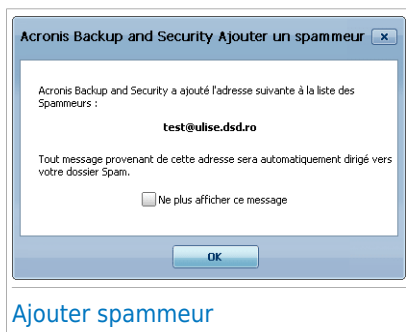 Acronis Backup and Security Ajouter un spammeur
Acronis Backup and Security a ajouté l'adresse suivante à la liste des
Spammeurs :
test@ulise.dsd.ro
Tout message provenant de cette adresse sera automatiquement dirigé vers
votre dossier Spam.
Ne plus afficher ce message
OK
Ajouter spammeur